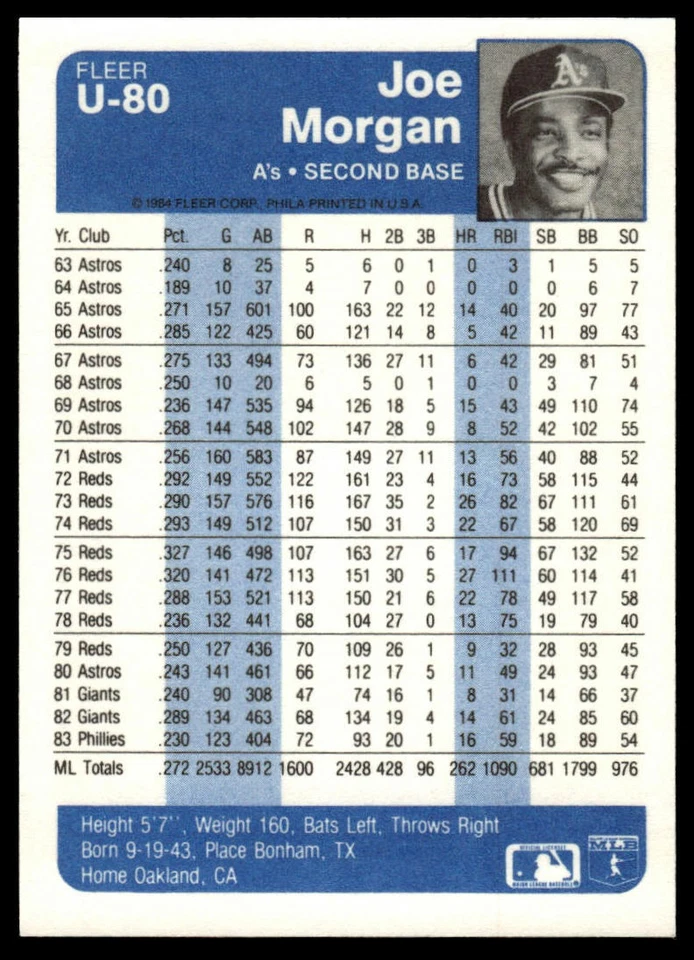 FLEER
U-80
Joe
Morgan
A's • SECOND BASE
A's
© 1984 FLEER CORP., PHILA PRINTED IN U.S.A.
Yr. Club Pct. G AB R H 2B 3B HR RBI SB BB SO
63 Astros .240 8 25 5 6 0 1 0 3 1 5 5
64 Astros .189 10 37 4 7 0 0 0 0 0 6 7
65 Astros .271 157 601 100 163 22 12 14 40 20 97 77
66 Astros .285 122 425 60 121 14 8 5 42 11 89 43
67 Astros .275 133 494 73 136 27 11 6 42 29 81 51
68 Astros .250 10 20 6 5 0 1 0 0 3 7 4
69 Astros .236 147 535 94 126 18 5 15 43 49 110 74
70 Astros .268 144 548 102 147 28 9 8 52 42 102 55
71 Astros .256 160 583 87 149 27 11 13 56 40 88 52
72 Reds .292 149 552 122 161 23 4 16 73 58 115 44
73 Reds .290 157 576 116 167 35 2 26 82 67 111 61
74 Reds .293 149 512 107 150 31 3 22 67 58 120 69
75 Reds .327 146 498 107 163 27 6 17 94 67 132 52
76 Reds .320 141 472 113 151 30 5 27 111 60 114 41
77 Reds .288 153 521 113 150 21 6 22 78 49 117 58
78 Reds .236 132 441 68 104 27 0 13 75 19 79 40
79 Reds .250 127 436 70 109 26 1 9 32 28 93 45
80 Astros .243 141 461 66 112 17 5 11 49 24 93 47
81 Giants .240 90 308 47 74 16 1 8 31 14 66 37
82 Giants .289 134 463 68 134 19 4 14 61 24 85 60
83 Phillies .230 123 404 72 93 20 1 16 59 18 89 54
ML Totals .272 2533 8912 1600 2428 428 96 262 1090 681 1799 976
Height 5'7'', Weight 160, Bats Left, Throws Right
Born 9-19-43, Place Bonham, TX
Home Oakland, CA
OFFICIAL LICENSEE
MAJOR LEAGUE BASEBALL
MLB